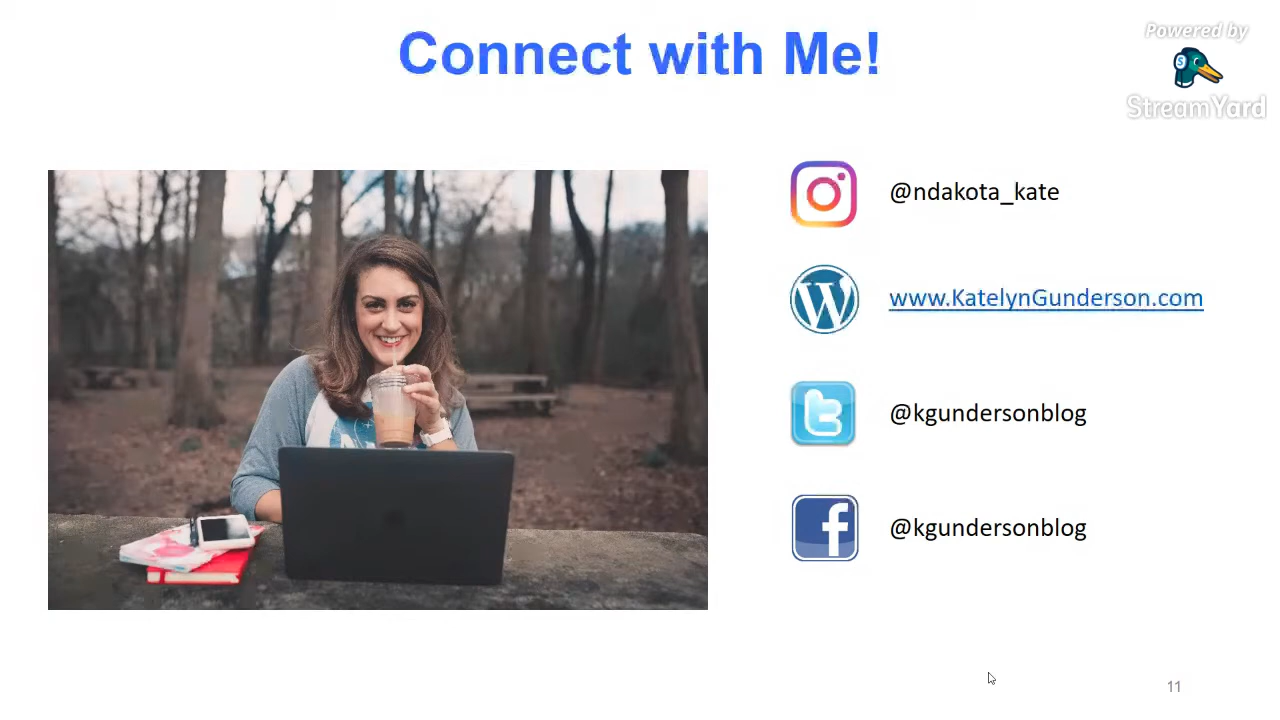 Connect with Me!
Powered by
StreamYard
@ndakota_kate
www.KatelynGunderson.com
@kgundersonblog
@kgundersonblog
11